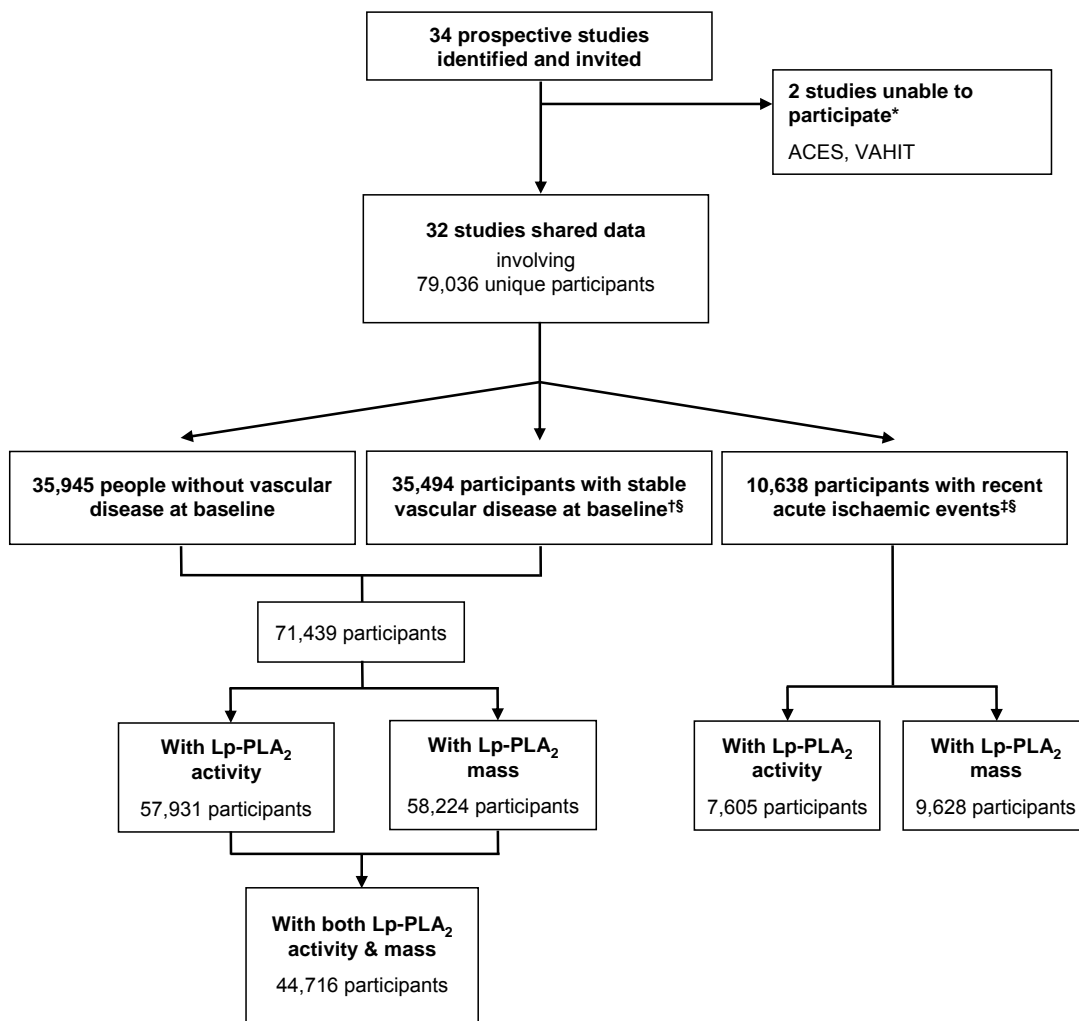 34 prospective studies
identified and invited
2 studies unable to
participate*
ACES, VAHIT
32 studies shared data
involving
79,036 unique participants
35,945 people without vascular
disease at baseline
35,494 participants with stable
vascular disease at baseline†§
10,638 participants with recent
acute ischaemic events‡§
71,439 participants
With Lp-PLA₂
activity
57,931 participants
With Lp-PLA₂
mass
58,224 participants
With Lp-PLA₂
activity
7,605 participants
With Lp-PLA₂
mass
9,628 participants
With both Lp-PLA₂
activity & mass
44,716 participants